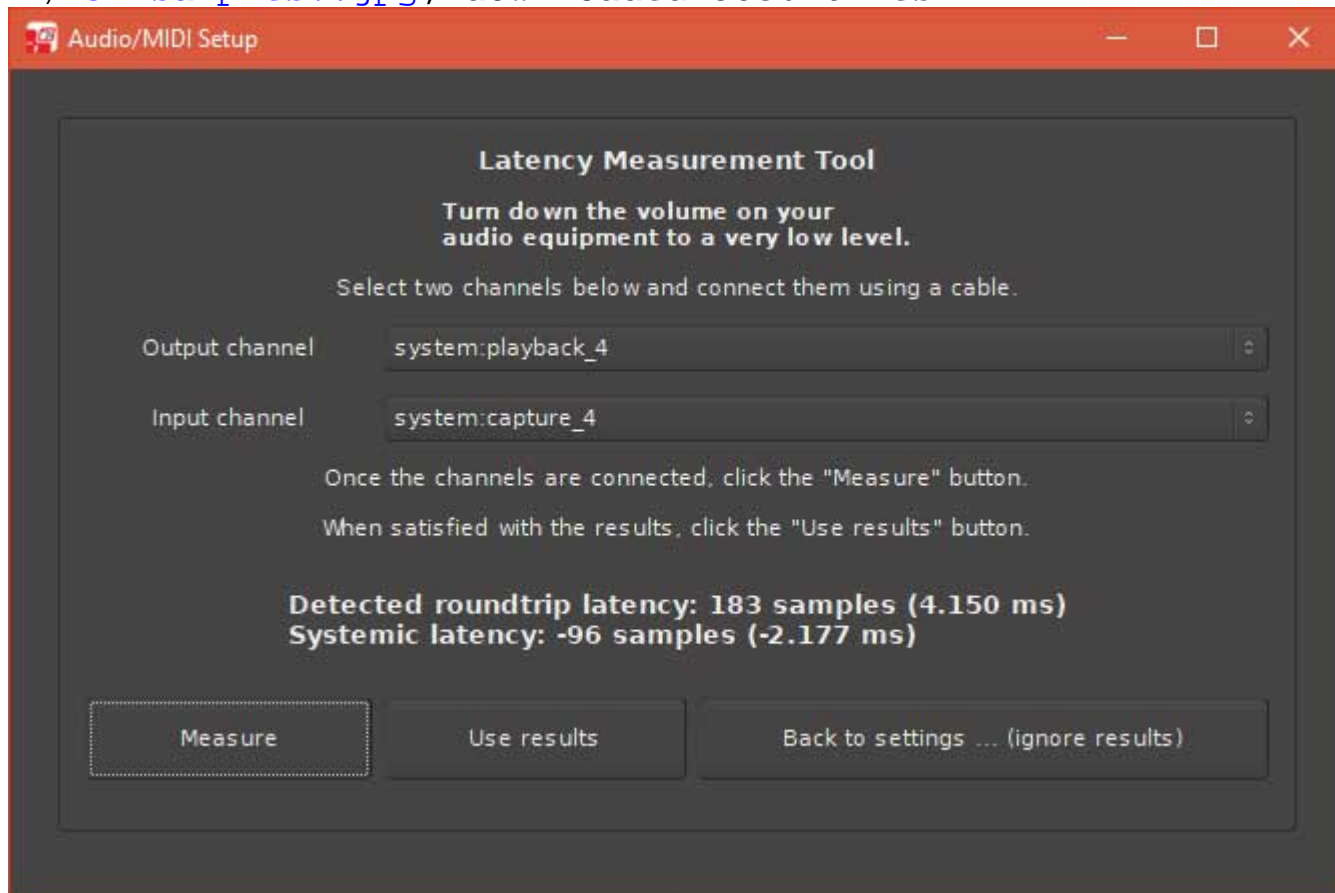 Audio/MIDI Setup
Latency Measurement Tool
Turn down the volume on your
audio equipment to a very low level.
Select two channels below and connect them using a cable.
Output channel system:playback_4
Input channel system:capture_4
Once the channels are connected, click the "Measure" button.
When satisfied with the results, click the "Use results" button.
Detected roundtrip latency: 183 samples (4.150 ms)
Systemic latency: -96 samples (-2.177 ms)
Measure Use results Back to settings ... (ignore results)